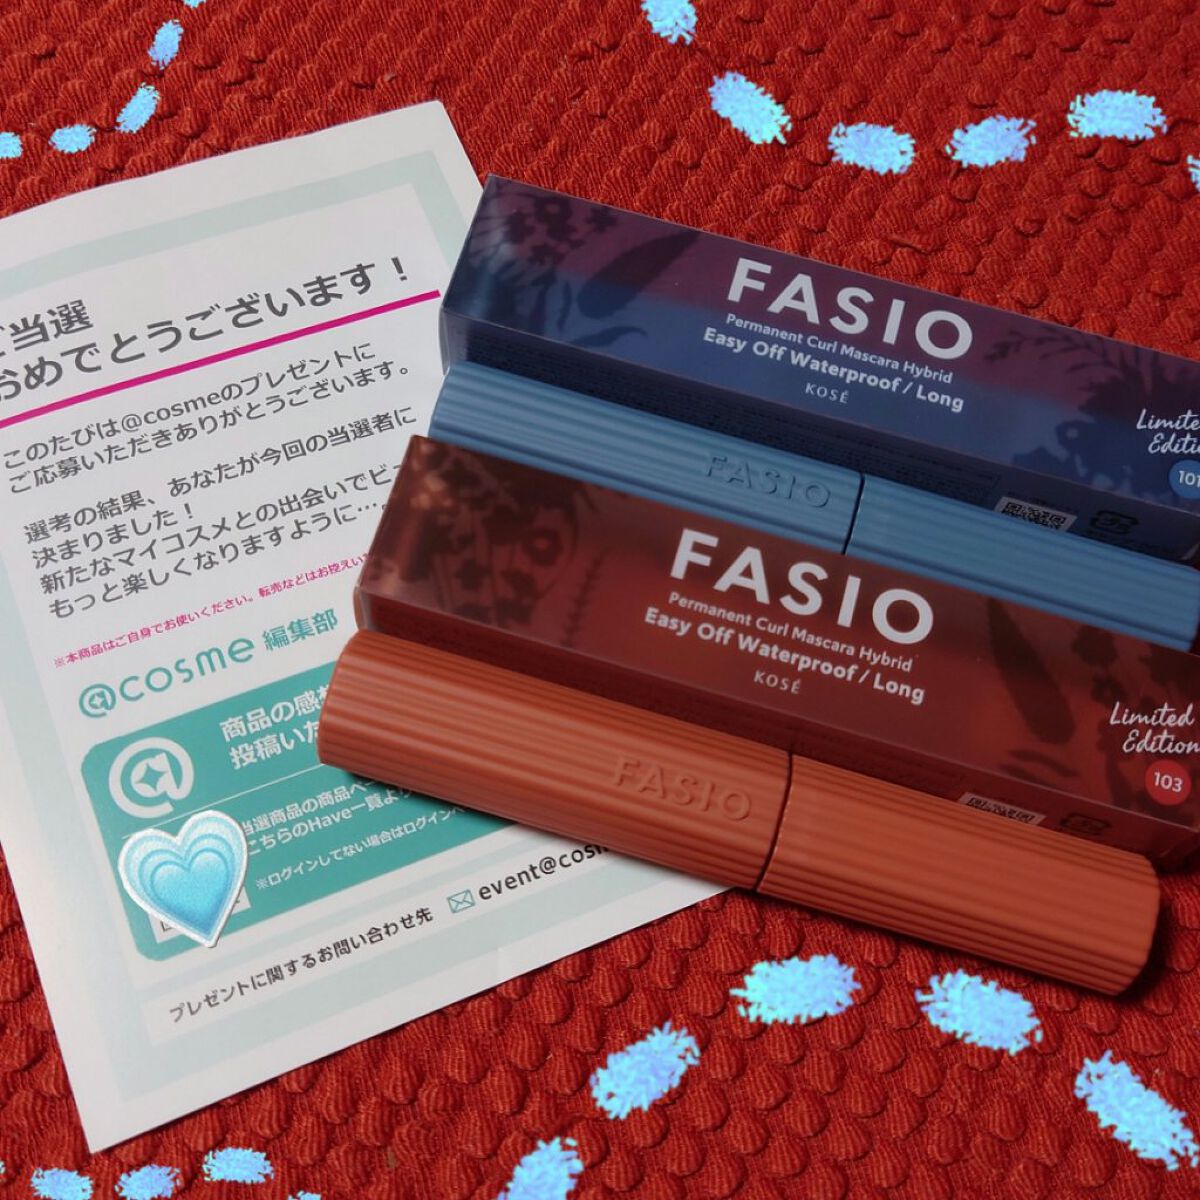 当選
おめでとうございます！
このたびは@cosmeのプレゼントに
ご応募いただきありがとうございます。
選考の結果、あなたが今回の当選者に
決まりました！
新たなマイコスメとの出会いでビュ
もっと楽しくなりますように…
※本商品はご自身でお使いください。転売などはお控えい
@cosme 編集部
商品の感
投稿いた
当選商品の商品ペー
こちらのHave一覧より
※ログインしてない場合はログインペ
プレゼントに関するお問い合わせ先
event@cosm
FASIO
Permanent Curl Mascara Hybrid
Easy Off Waterproof / Long
KOSÉ
Limited
Edition
101
FASIO
FASIO
Permanent Curl Mascara Hybrid
Easy Off Waterproof / Long
KOSÉ
Limited
Edition
103
FASIO